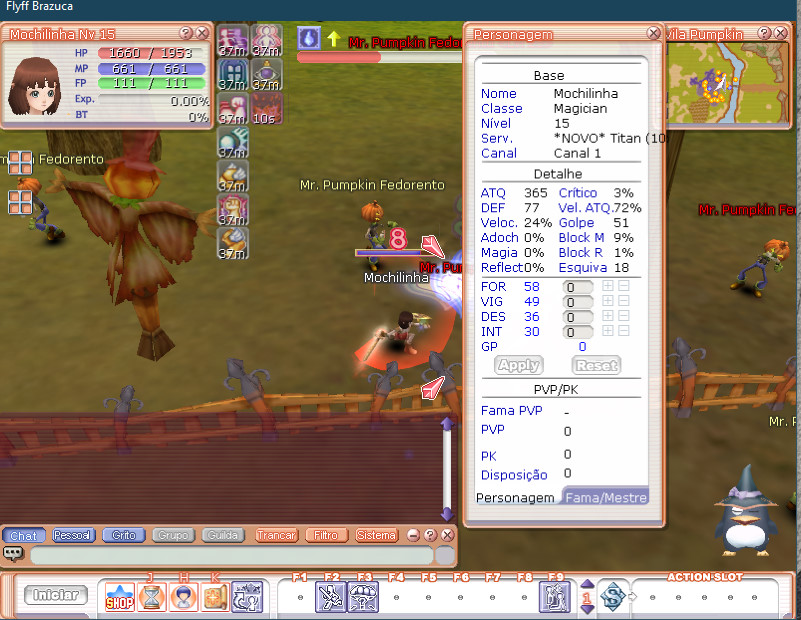 Flyff Brazuca
Mochilinha Nv 15
HP 1660 / 1953
MP 661 / 661
FP 111 / 111
Exp. 0.00%
BT 0%
37m 37m
37m 37m
37m 10s
37m
37m
37m
37m
Mr. Pumpkin Fedo
Personagem
Vila Pumpkin
Base
Nome Mochilinha
Classe Magician
Nível 15
Serv. *NOVO* Titan (10
Canal Canal 1
Detalhe
ATQ 365 Crítico 3%
DEF 77 Vel. ATQ. 72%
Veloc. 24% Golpe 51
Adoch 0% Block M 9%
Magia 0% Block R 1%
Reflect 0% Esquiva 18
FOR 58 0
VIG 49 0
DES 36 0
INT 30 0
GP 0
Apply Reset
PVP/PK
Fama PVP -
PVP 0
PK 0
Disposição 0
Personagem Fama/Mestre
Fedorento
Mr. Pumpkin Fedorento
8
Mr. Pu
Mochilinha
Mr. Pumpkin Fe
Mr. P
Chat Pessoal Grito Grupo Guilda Trancar Filtro Sistema
Iniciar
SHOP
J H K
F1 F2 F3 F4 F5 F6 F7 F8 F9
1
S
ACTION-SLOT